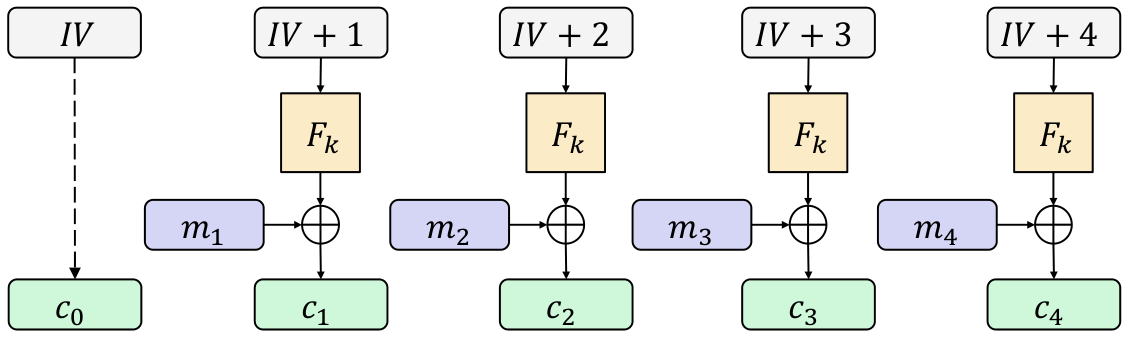 IV IV + 1 IV + 2 IV + 3 IV + 4
F_k F_k F_k F_k
m_1 m_2 m_3 m_4
c_0 c_1 c_2 c_3 c_4